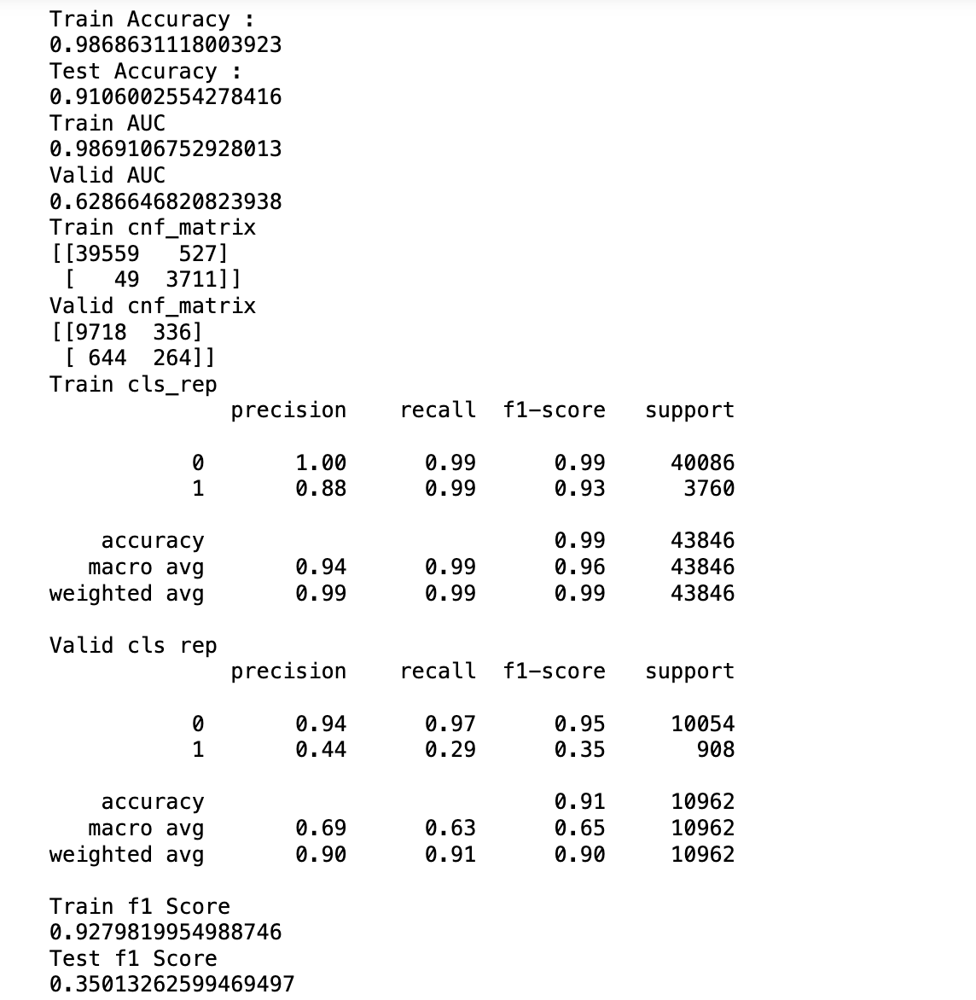 Train Accuracy :
0.9868631118003923
Test Accuracy :
0.9106002554278416
Train AUC
0.9869106752928013
Valid AUC
0.6286646820823938
Train cnf_matrix
[[39559   527]
 [   49  3711]]
Valid cnf_matrix
[[9718  336]
 [ 644  264]]
Train cls_rep
              precision    recall  f1-score   support

           0       1.00      0.99      0.99     40086
           1       0.88      0.99      0.93      3760

    accuracy                           0.99     43846
   macro avg       0.94      0.99      0.96     43846
weighted avg       0.99      0.99      0.99     43846

Valid cls rep
              precision    recall  f1-score   support

           0       0.94      0.97      0.95     10054
           1       0.44      0.29      0.35       908

    accuracy                           0.91     10962
   macro avg       0.69      0.63      0.65     10962
weighted avg       0.90      0.91      0.90     10962

Train f1 Score
0.9279819954988746
Test f1 Score
0.35013262599469497